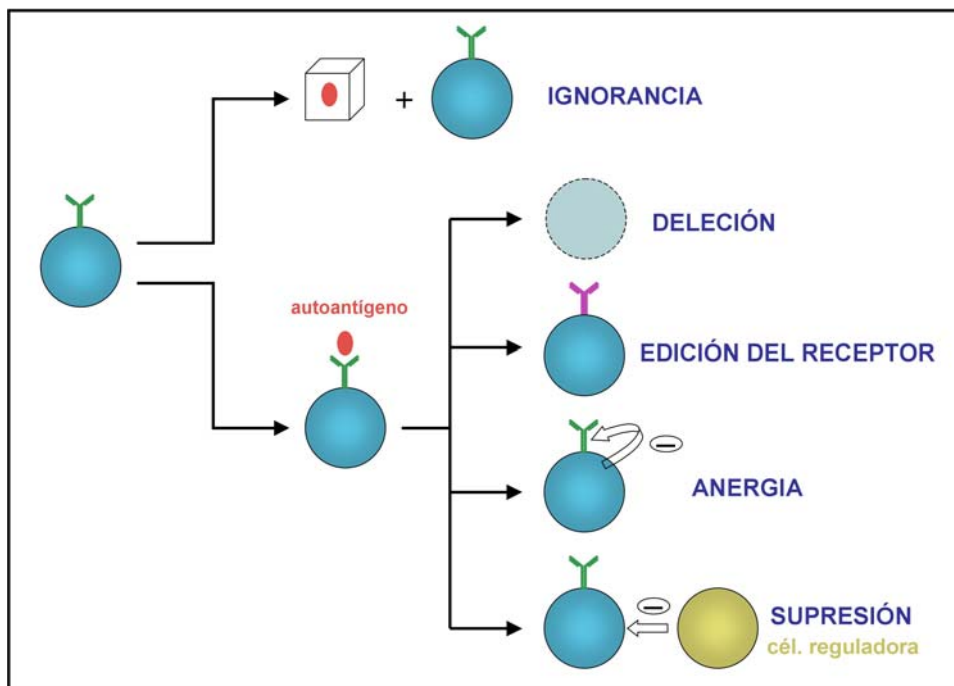 +
IGNORANCIA
DELECIÓN
autoantígeno
EDICIÓN DEL RECEPTOR
ANERGIA
SUPRESIÓN
cél. reguladora